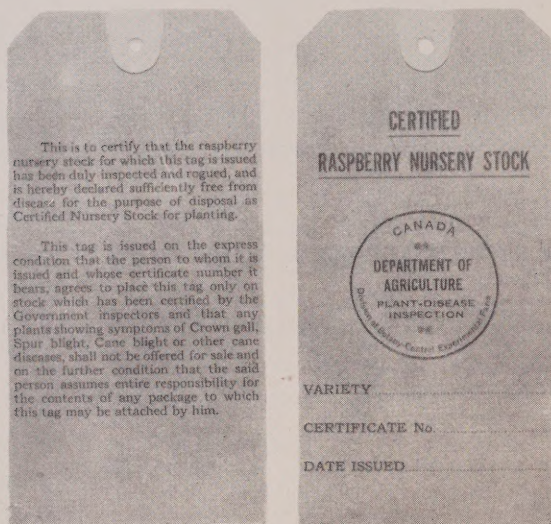 This is to certify that the raspberry
nursery stock for which this tag is issued
has been duly inspected and rogued, and
is hereby declared sufficiently free from
disease for the purpose of disposal as
Certified Nursery Stock for planting.
This tag is issued on the express
condition that the person to whom it is
issued and whose certificate number it
bears, agrees to place this tag only on
stock which has been certified by the
Government inspectors and that any
plants showing symptoms of Crown gall,
Spur blight, Cane blight or other cane
diseases, shall not be offered for sale and
on the further condition that the said
person assumes entire responsibility for
the contents of any package to which
this tag may be attached by him.
CERTIFIED
RASPBERRY NURSERY STOCK
CANADA
DEPARTMENT OF
AGRICULTURE
PLANT-DISEASE
INSPECTION
Division of Botany-Central Experimental Farm
VARIETY
CERTIFICATE No.
DATE ISSUED